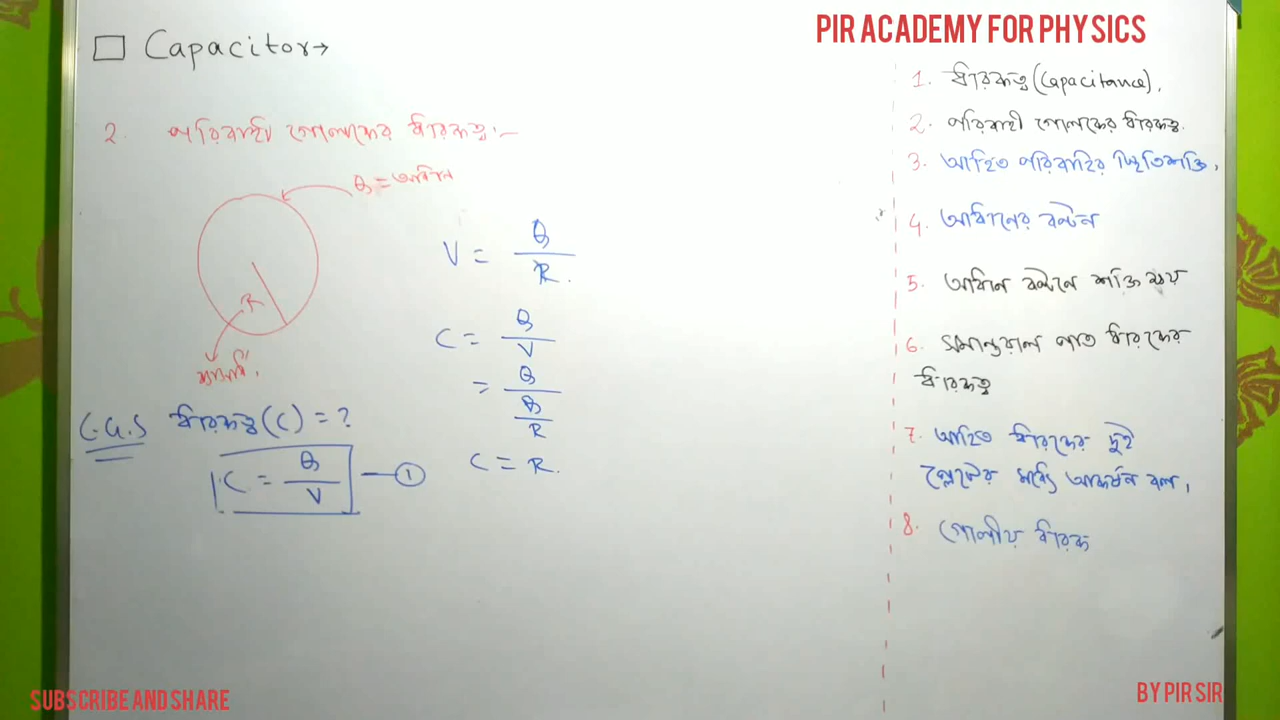 PIR ACADEMY FOR PHYSICS
□ Capacitor→
2. পরিবাহী গোলকের ধারকত্ব:-
Q = আধান
R
ব্যাসার্ধ।
C.G.S ধারকত্ব (C) = ?
C = Q/V —①
V = Q/R.
C = Q/V
= Q/(Q/R)
C = R.
1. ধারকত্ব (Capacitance).
2. পরিবাহী গোলকের ধারকত্ব.
3. আহিত পরিবাহির স্থিতিশক্তি,
4. আধানের বন্টন
5. আধান বন্টনে শক্তি ক্ষয়
6. সমান্তরাল পাত ধারকের
ধারকত্ব
7. আহিত ধারকের দুই
প্লেটের মধ্যে আকর্ষন বল,
8. গোলীয় ধারক
SUBSCRIBE AND SHARE
BY PIR SIR